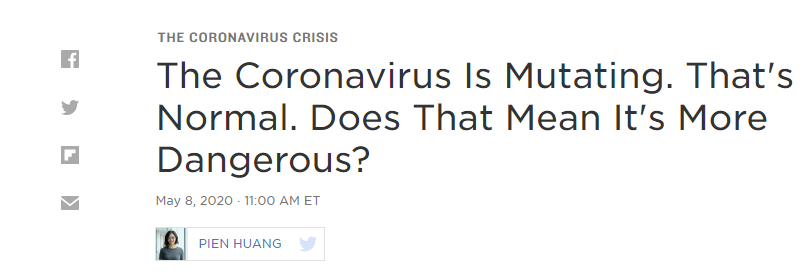 THE CORONAVIRUS CRISIS
The Coronavirus Is Mutating. That's
Normal. Does That Mean It's More
Dangerous?
May 8, 2020 · 11:00 AM ET
PIEN HUANG